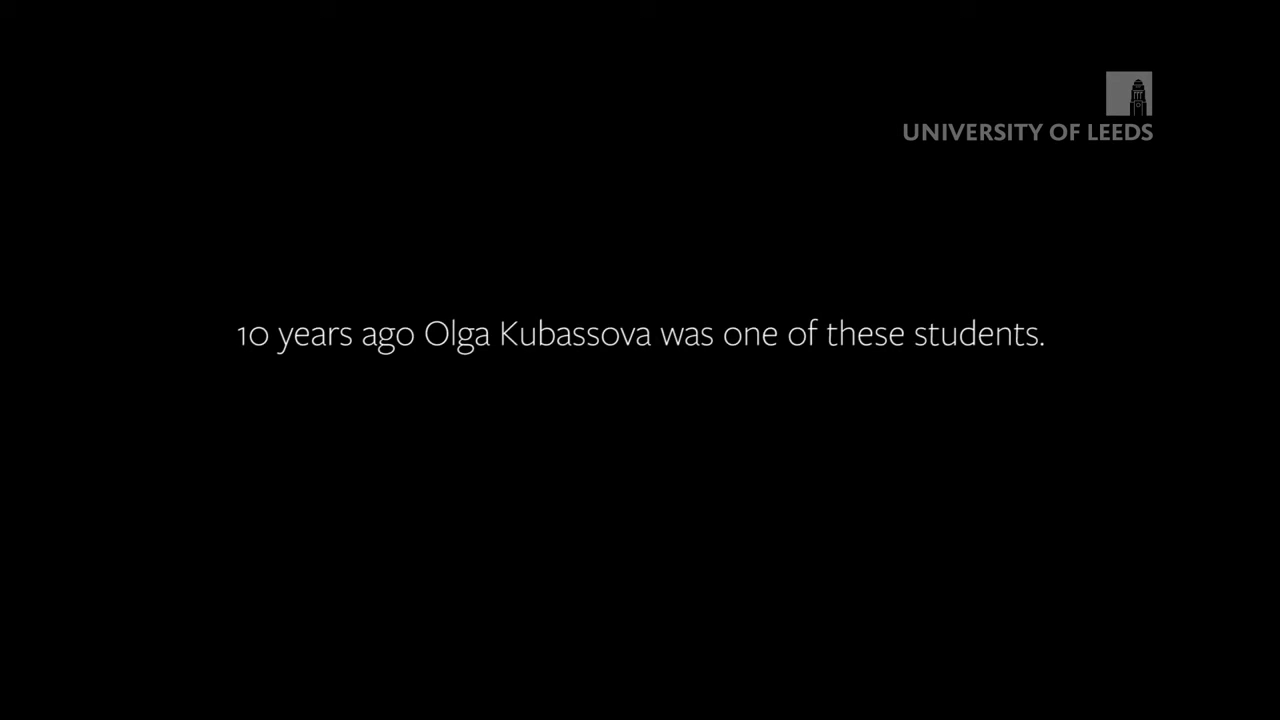 UNIVERSITY OF LEEDS
10 years ago Olga Kubassova was one of these students.